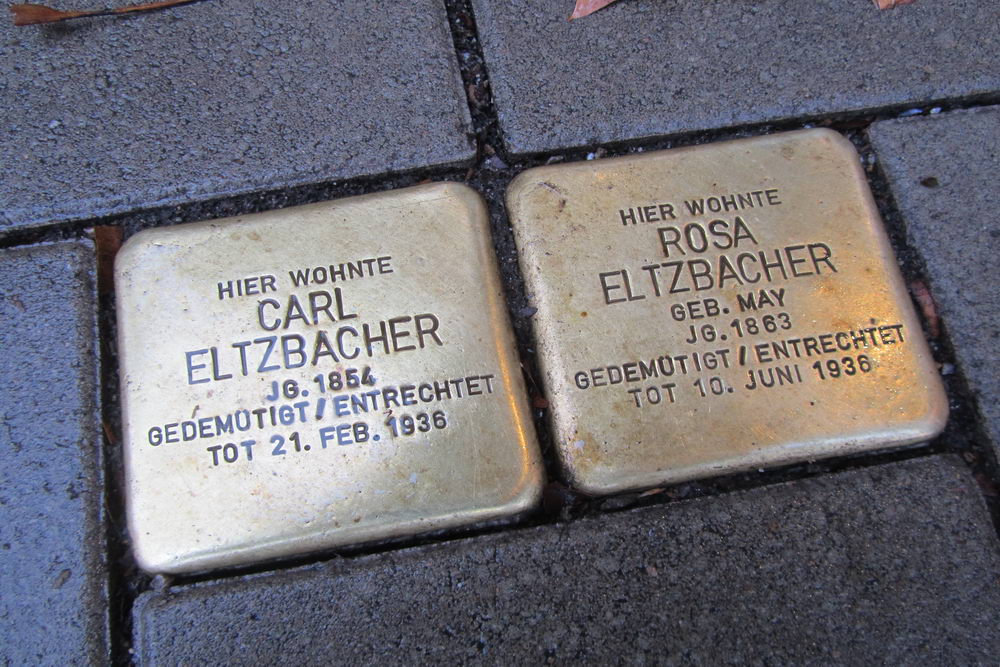 HIER WOHNTE
CARL
ELTZBACHER
JG. 1854
GEDEMÜTIGT / ENTRECHTET
TOT 21. FEB. 1936
HIER WOHNTE
ROSA
ELTZBACHER
GEB. MAY
JG. 1863
GEDEMÜTIGT / ENTRECHTET
TOT 10. JUNI 1936